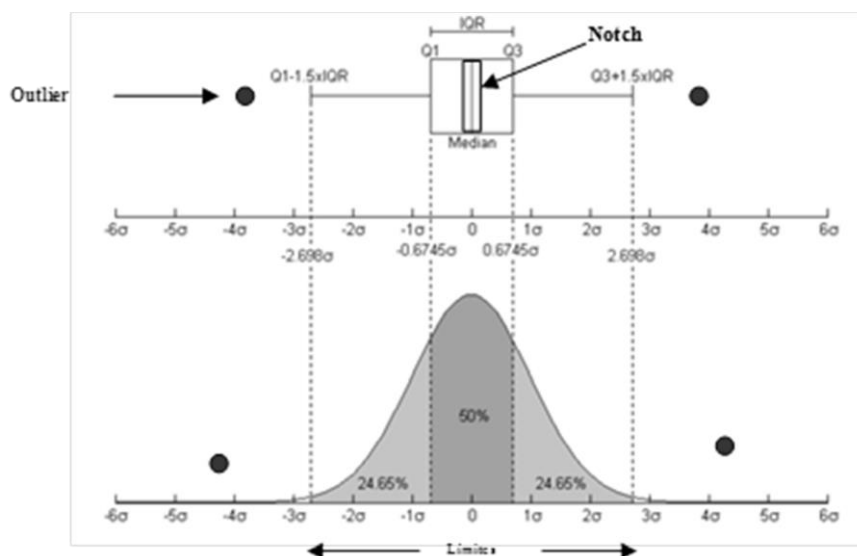 IQR
Notch
Q1 Q3
Q1-1.5xIQR Q3+1.5xIQR
Outlier
Median
-6σ -5σ -4σ -3σ -2σ -1σ 0 1σ 2σ 3σ 4σ 5σ 6σ
-2.698σ -0.6745σ 0.6745σ 2.698σ
50%
24.65% 24.65%
-6σ -5σ -4σ -3σ -2σ -1σ 0 1σ 2σ 3σ 4σ 5σ 6σ